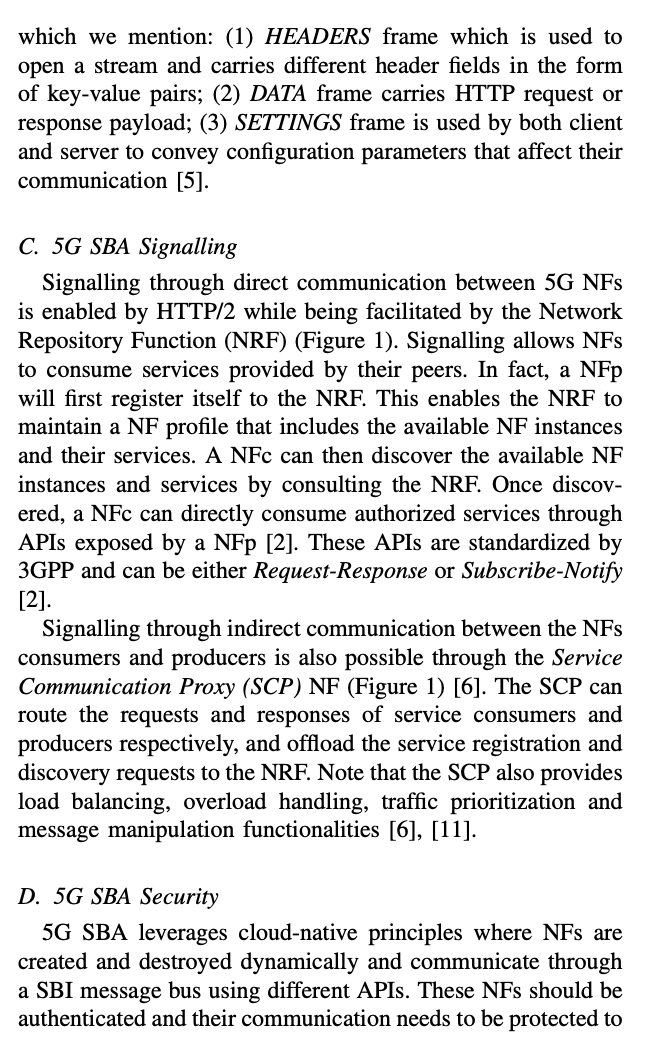 which we mention: (1) HEADERS frame which is used to
open a stream and carries different header fields in the form
of key-value pairs; (2) DATA frame carries HTTP request or
response payload; (3) SETTINGS frame is used by both client
and server to convey configuration parameters that affect their
communication [5].
C. 5G SBA Signalling
Signalling through direct communication between 5G NFs
is enabled by HTTP/2 while being facilitated by the Network
Repository Function (NRF) (Figure 1). Signalling allows NFs
to consume services provided by their peers. In fact, a NFp
will first register itself to the NRF. This enables the NRF to
maintain a NF profile that includes the available NF instances
and their services. A NFc can then discover the available NF
instances and services by consulting the NRF. Once discov-
ered, a NFc can directly consume authorized services through
APIs exposed by a NFp [2]. These APIs are standardized by
3GPP and can be either Request-Response or Subscribe-Notify
[2].
Signalling through indirect communication between the NFs
consumers and producers is also possible through the Service
Communication Proxy (SCP) NF (Figure 1) [6]. The SCP can
route the requests and responses of service consumers and
producers respectively, and offload the service registration and
discovery requests to the NRF. Note that the SCP also provides
load balancing, overload handling, traffic prioritization and
message manipulation functionalities [6], [11].
D. 5G SBA Security
5G SBA leverages cloud-native principles where NFs are
created and destroyed dynamically and communicate through
a SBI message bus using different APIs. These NFs should be
authenticated and their communication needs to be protected to